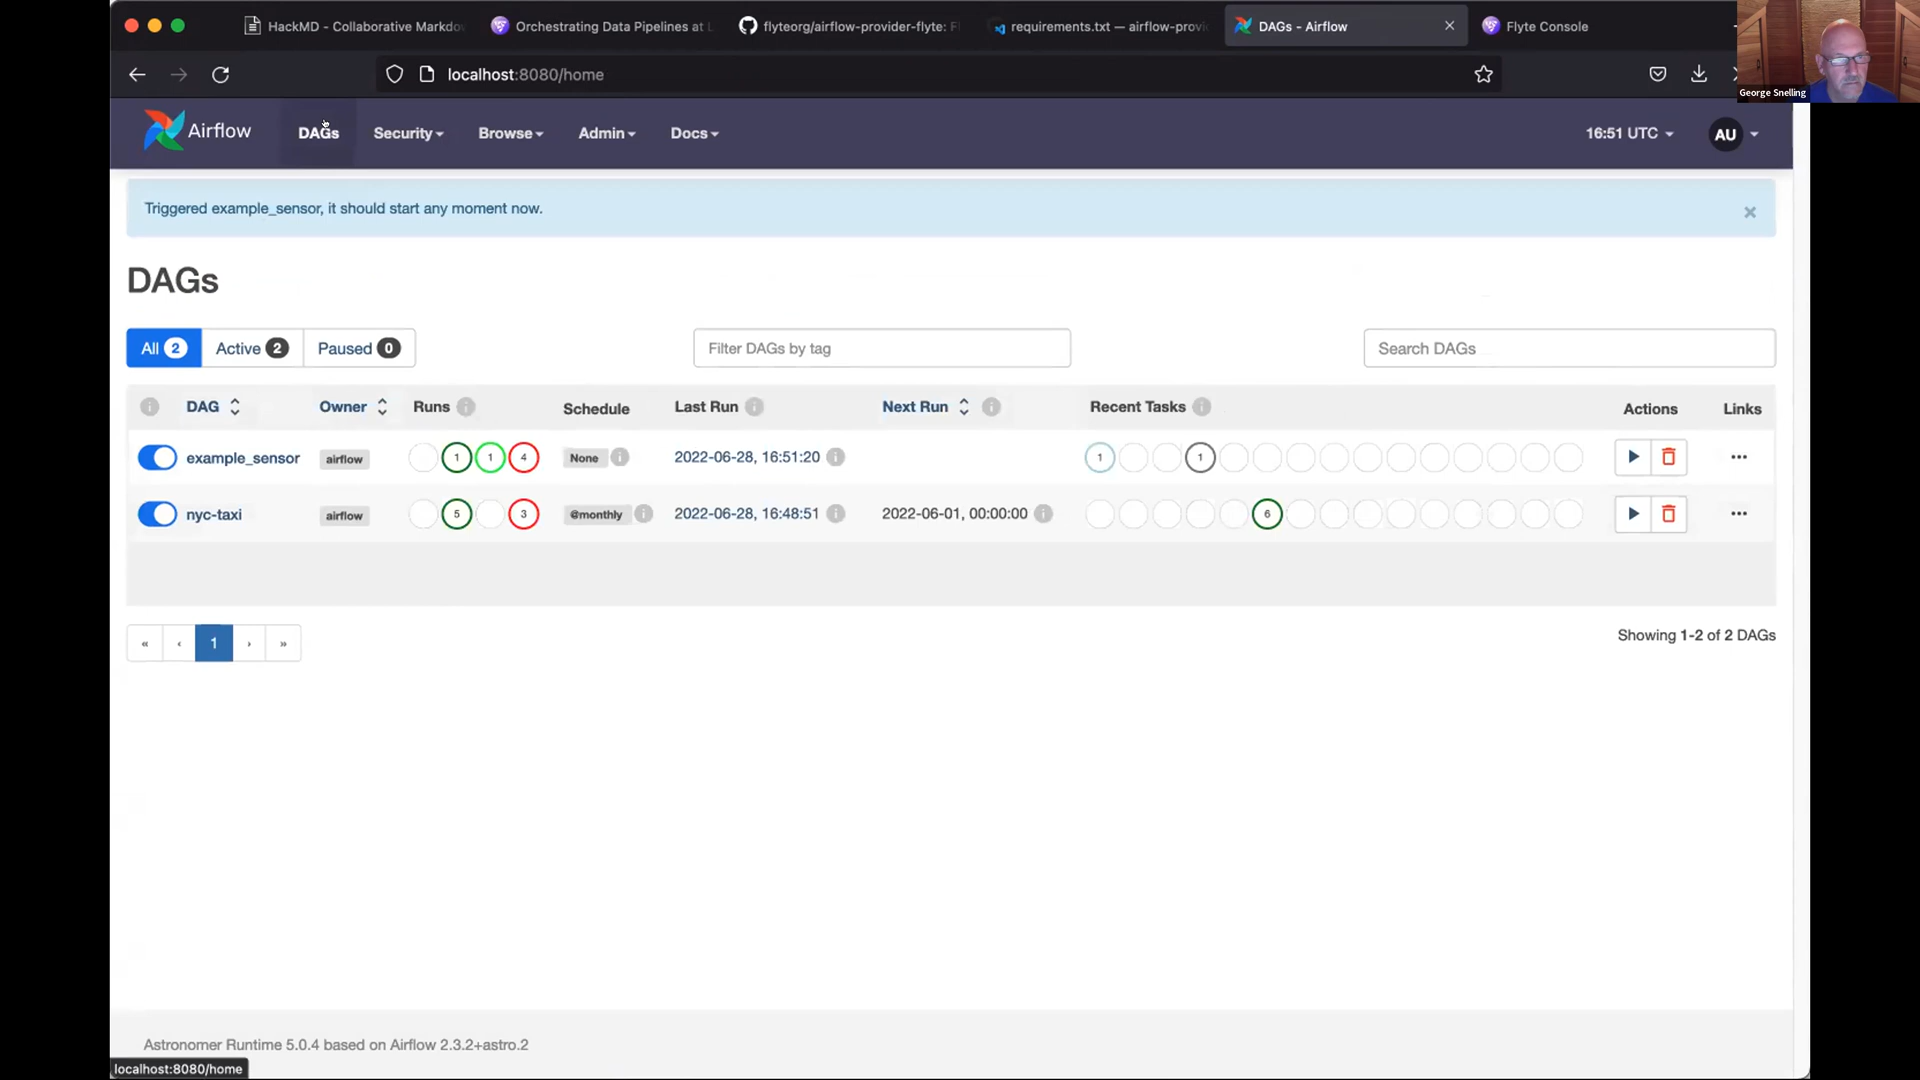 HackMD - Collaborative Markdo
Orchestrating Data Pipelines at L
flyteorg/airflow-provider-flyte: F
requirements.txt — airflow-provi
DAGs - Airflow
Flyte Console
localhost:8080/home
George Snelling
Airflow
DAGs
Security
Browse
Admin
Docs
16:51 UTC
AU
Triggered example_sensor, it should start any moment now.
×
DAGs
All 2
Active 2
Paused 0
Filter DAGs by tag
Search DAGs
i DAG Owner Runs i Schedule Last Run i Next Run i Recent Tasks i Actions Links
example_sensor airflow 1 1 4 None i 2022-06-28, 16:51:20 i 1 1 ...
nyc-taxi airflow 5 3 @monthly i 2022-06-28, 16:48:51 i 2022-06-01, 00:00:00 i 6 ...
« ‹ 1 › »
Showing 1-2 of 2 DAGs
Astronomer Runtime 5.0.4 based on Airflow 2.3.2+astro.2
localhost:8080/home